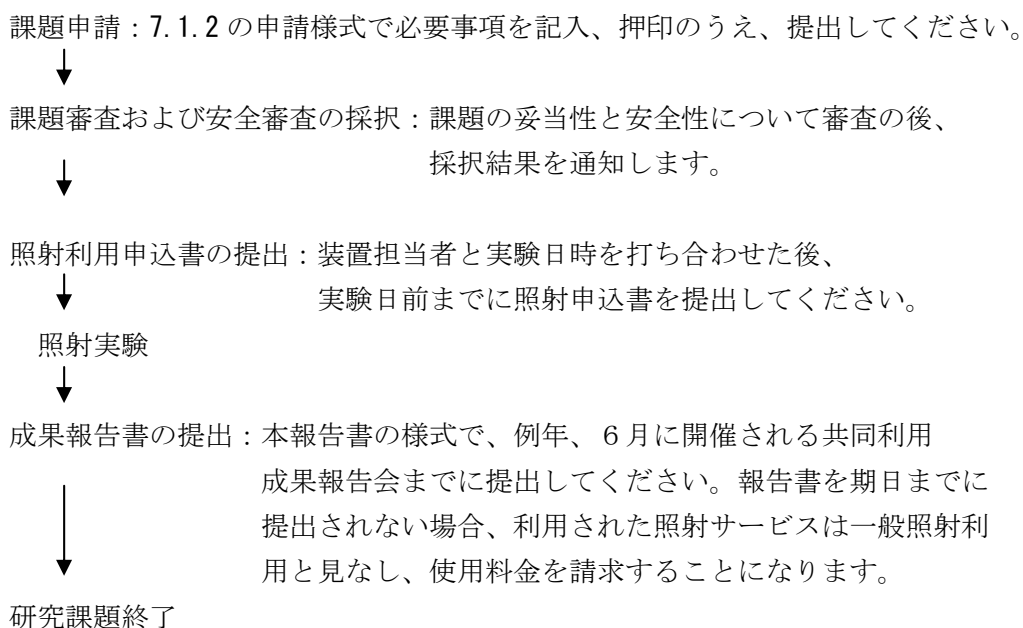 課題申請：7.1.2 の申請様式で必要事項を記入、押印のうえ、提出してください。
課題審査および安全審査の採択：課題の妥当性と安全性について審査の後、
採択結果を通知します。
照射利用申込書の提出：装置担当者と実験日時を打ち合わせた後、
実験日前までに照射申込書を提出してください。
照射実験
成果報告書の提出：本報告書の様式で、例年、６月に開催される共同利用
成果報告会までに提出してください。報告書を期日までに
提出されない場合、利用された照射サービスは一般照射利
用と見なし、使用料金を請求することになります。
研究課題終了